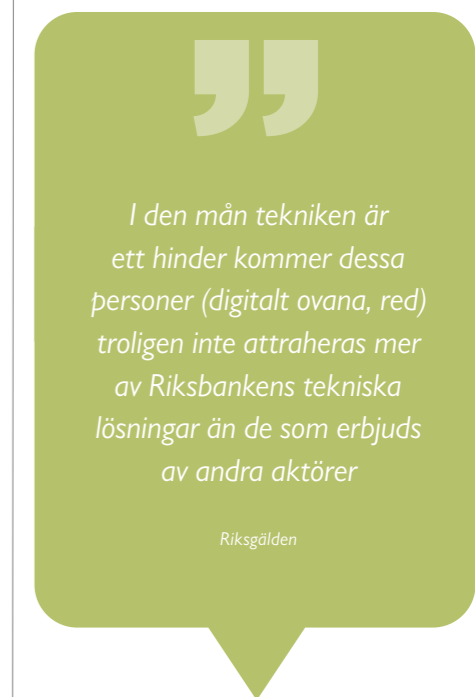 ”
I den mån tekniken är
ett hinder kommer dessa
personer (digitalt ovana, red)
troligen inte attraheras mer
av Riksbankens tekniska
lösningar än de som erbjuds
av andra aktörer
Riksgälden